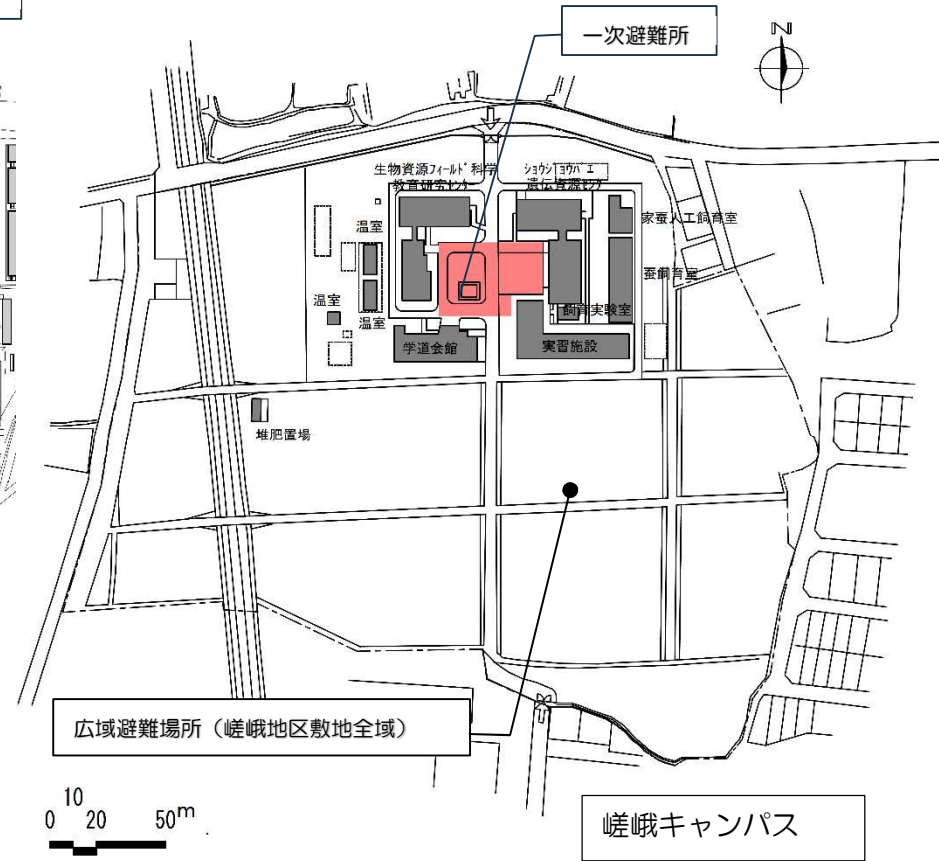 一次避難所
N
生物資源フィールド科学
教育研究センター
ショウジョウバエ
遺伝資源センター
温室
家蚕人工飼育室
蚕飼育室
温室
温室
飼育実験室
学道会館
実習施設
堆肥置場
広域避難場所（嵯峨地区敷地全域）
10
0 20 50m
嵯峨キャンパス